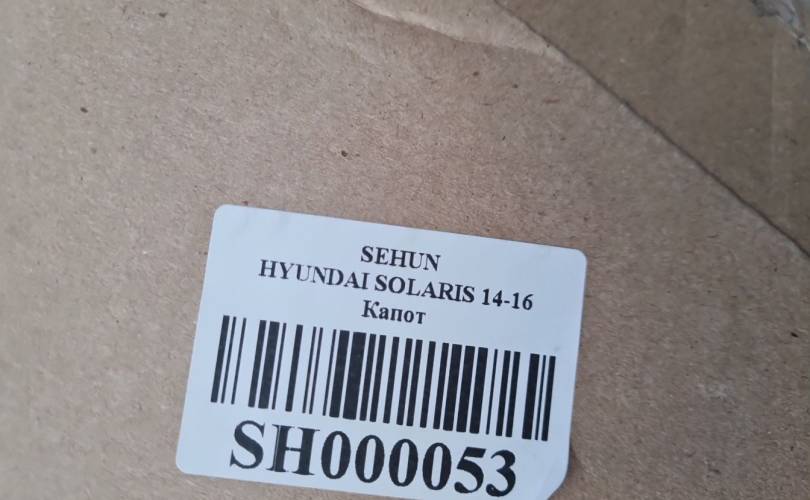 SEHUN
HYUNDAI SOLARIS 14-16
Капот
SH000053